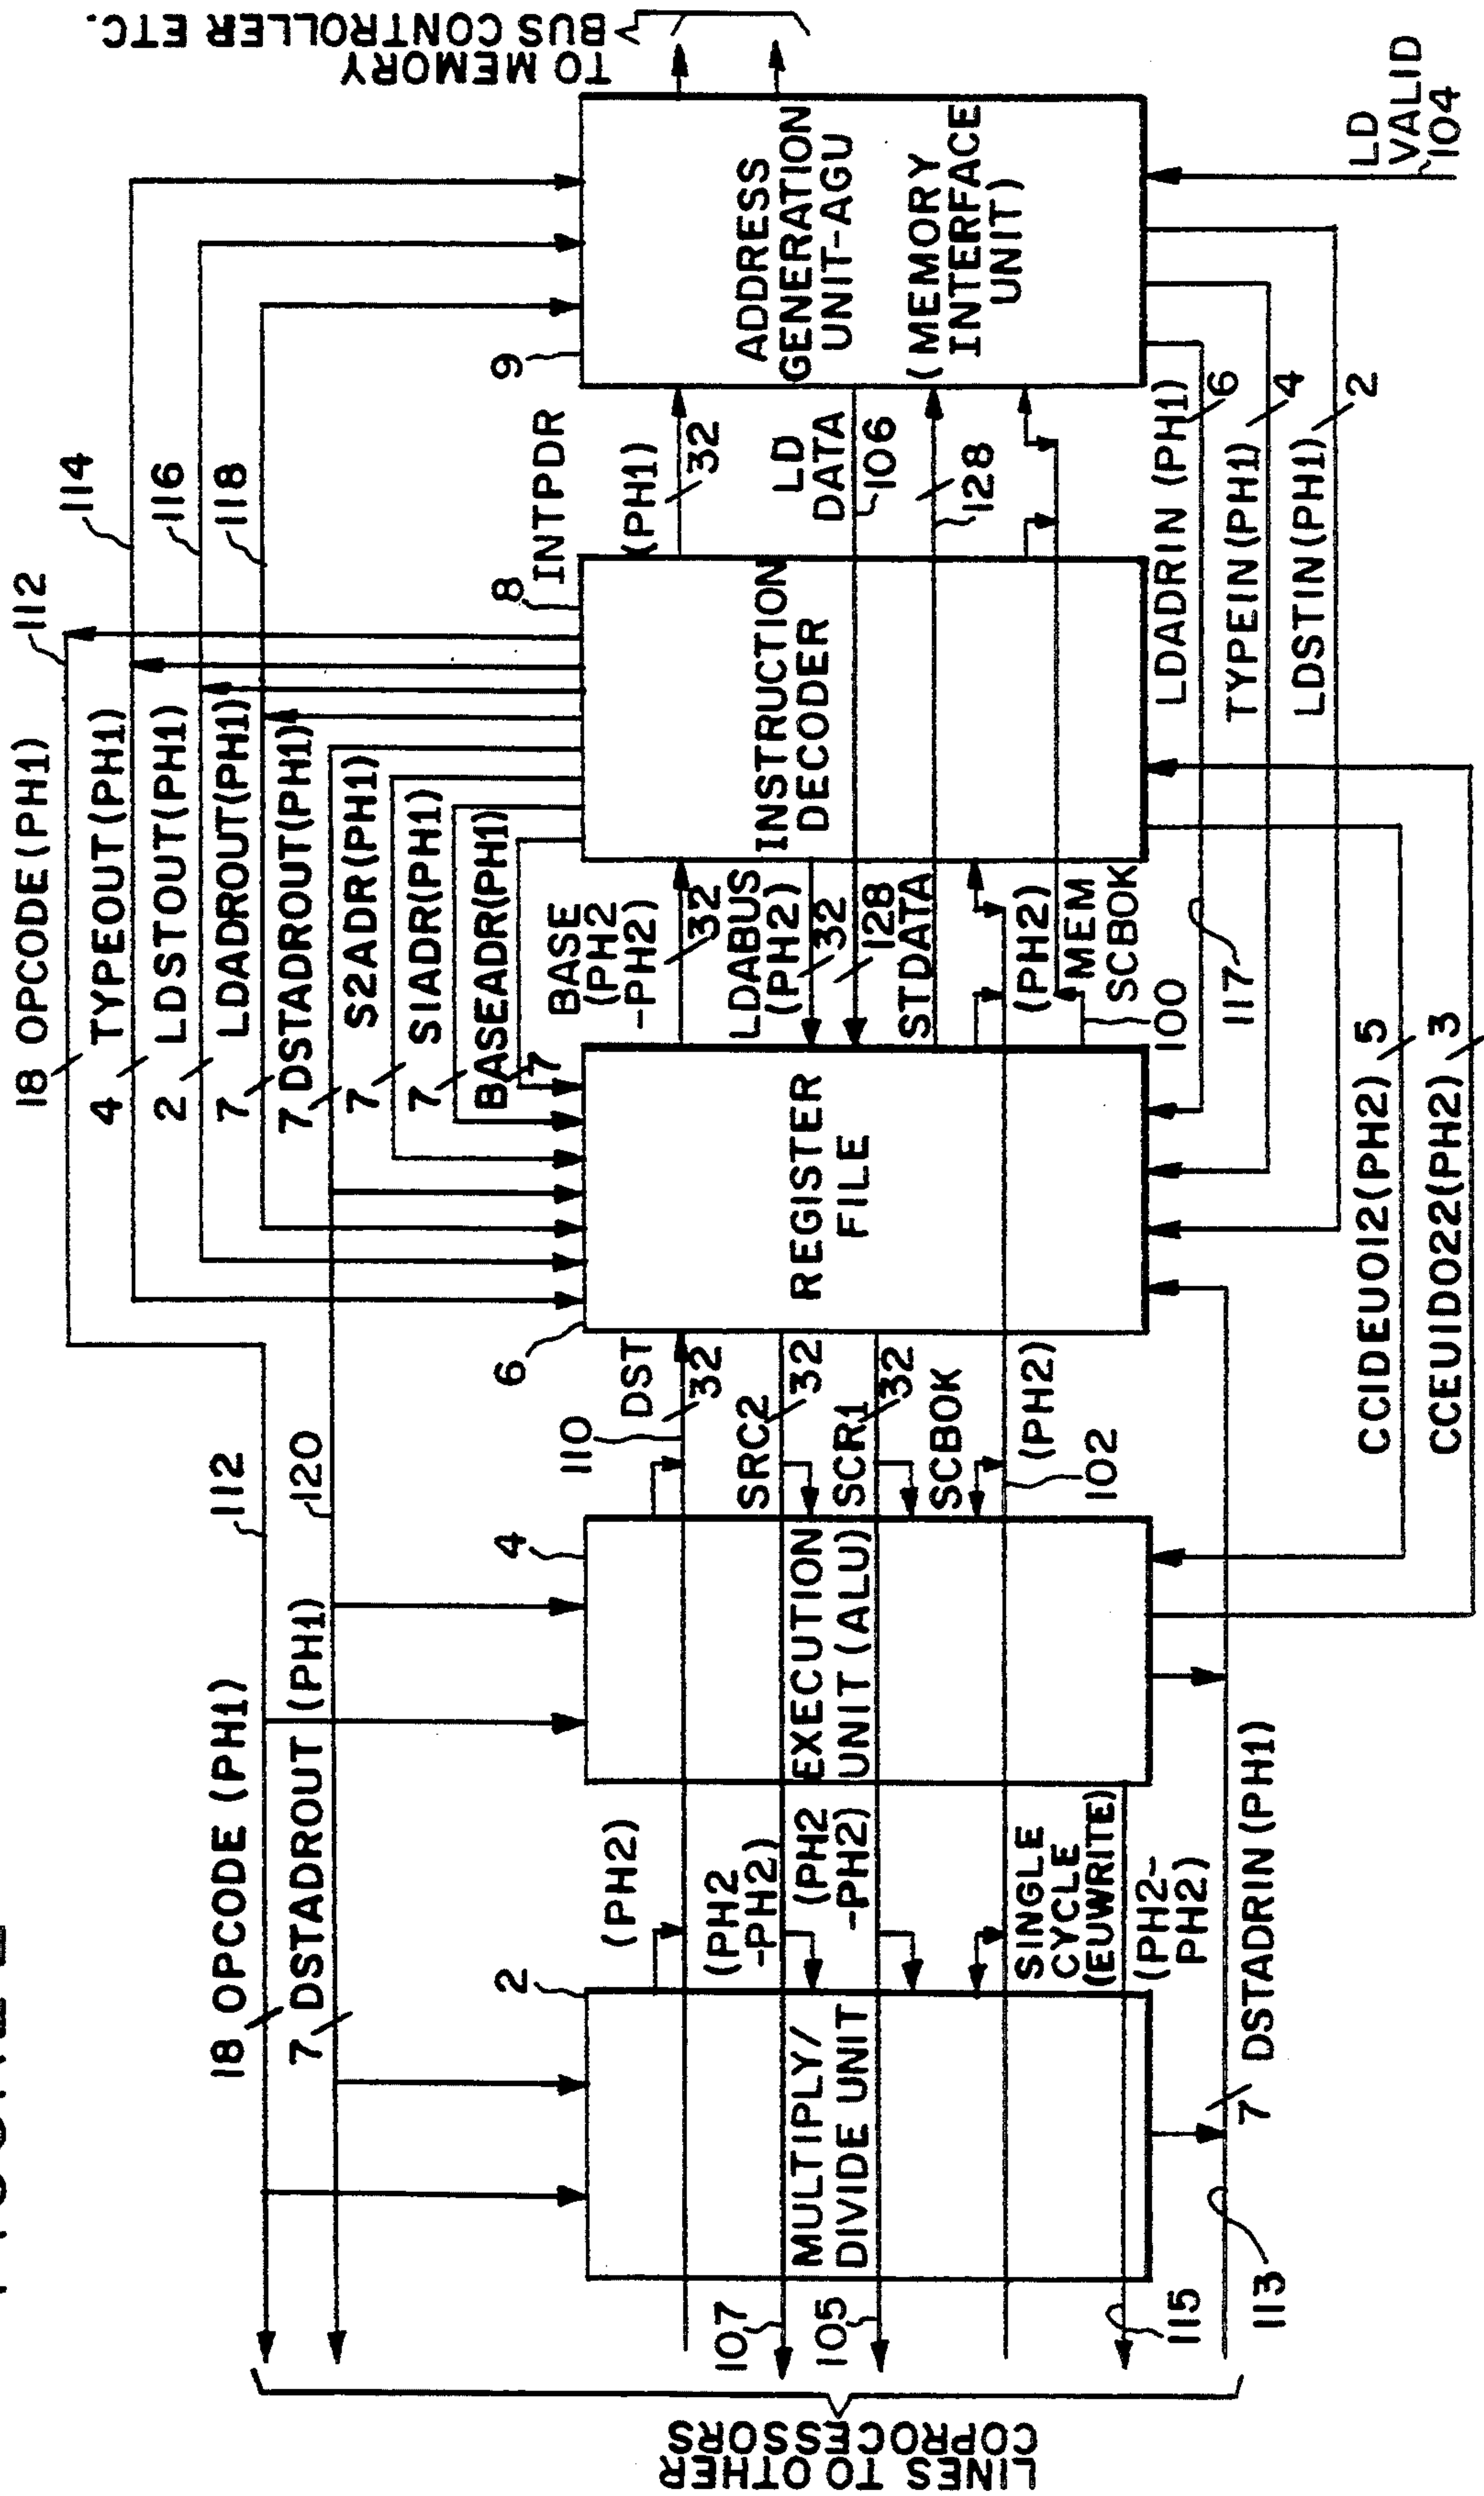 18 OPCODE (PH1)
112
4 TYPEOUT (PH1)
114
2 LDSTOUT (PH1)
116
7 LDADROUT (PH1)
118
7 DSTADROUT (PH1)
7 S2ADR (PH1)
7 S1ADR (PH1)
BASEADR (PH1)
7
18 OPCODE (PH1)
112
7 DSTADROUT (PH1)
120
2
MULTIPLY/
DIVIDE UNIT
4
EXECUTION
UNIT (ALU)
6
REGISTER
FILE
8
INSTRUCTION
DECODER
9
ADDRESS
GENERATION
UNIT-AGU
(MEMORY
INTERFACE
UNIT)
(PH2)
(PH2
-PH2)
(PH2
-PH2)
SINGLE
CYCLE
(EUWRITE)
(PH2-
PH2)
110
DST
32
SRC2
32
SCR1
32
SCBOK
(PH2)
102
BASE
(PH2
-PH2)
32
LDABUS
(PH2)
32
128
STDATA
(PH2)
MEM
SCBOK
100
INTPDR
(PH1)
32
LD
DATA
106
128
LDADRIN (PH1)
6
TYPEIN (PH1)
4
LDSTIN (PH1)
2
117
CCIDEU012 (PH2) 5
CCEUID022 (PH2) 3
7 DSTADRIN (PH1)
107
105
115
113
LD
VALID
104
LINES TO OTHER
COPROCESSORS
TO MEMORY
BUS CONTROLLER ETC.